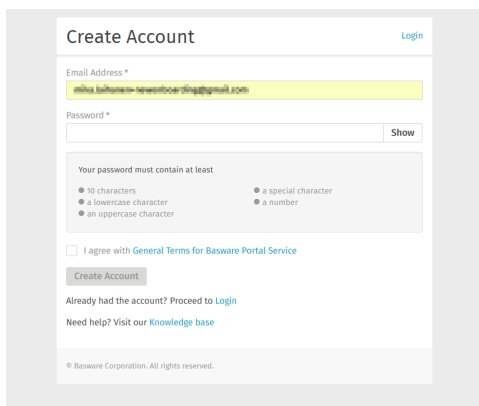 Create Account
Login
Email Address *
Password *
Show
Your password must contain at least
10 characters
a special character
a lowercase character
a number
an uppercase character
I agree with General Terms for Basware Portal Service
Create Account
Already had the account? Proceed to Login
Need help? Visit our Knowledge base
© Basware Corporation. All rights reserved.